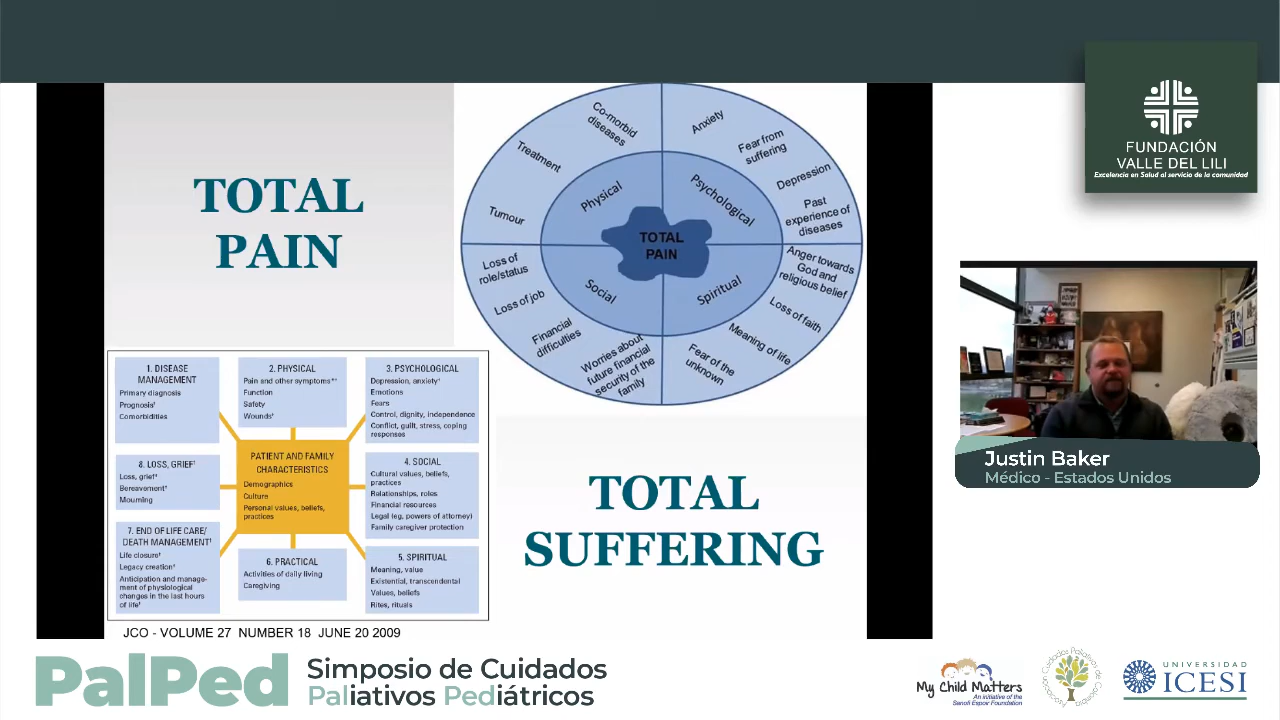 TOTAL
PAIN
Co-morbid
diseases
Treatment
Tumour
Physical
Anxiety
Fear from
suffering
Depression
Past
experience of
diseases
Psychological
TOTAL
PAIN
Loss of
role/status
Loss of job
Financial
difficulties
Worries about
future financial
security of the
family
Social
Anger towards
God and
religious belief
Loss of faith
Meaning of life
Fear of the
unknown
Spiritual
1. DISEASE
MANAGEMENT
Primary diagnosis
Prognosis†
Comorbidities
2. PHYSICAL
Pain and other symptoms*†
Function
Safety
Wounds†
3. PSYCHOLOGICAL
Depression, anxiety†
Emotions
Fears
Control, dignity, independence
Conflict, guilt, stress, coping
responses
8. LOSS, GRIEF†
Loss, grief†
Bereavement†
Mourning
PATIENT AND FAMILY
CHARACTERISTICS
Demographics
Culture
Personal values, beliefs,
practices
4. SOCIAL
Cultural values, beliefs,
practices
Relationships, roles
Financial resources
Legal (eg, powers of attorney)
Family caregiver protection
7. END OF LIFE CARE/
DEATH MANAGEMENT†
Life closure†
Legacy creation†
Anticipation and manage-
ment of physiological
changes in the last hours
of life†
6. PRACTICAL
Activities of daily living
Caregiving
5. SPIRITUAL
Meaning, value
Existential, transcendental
Values, beliefs
Rites, rituals
JCO - VOLUME 27 NUMBER 18 JUNE 20 2009
TOTAL
SUFFERING
FUNDACIÓN
VALLE DEL LILI
Excelencia en Salud al servicio de la comunidad
Justin Baker
Médico - Estados Unidos
PalPed
Simposio de Cuidados
Paliativos Pediátricos
My Child Matters
An initiative of the
Sanofi Espoir Foundation
Asociación Cuidados Paliativos de Colombia
UNIVERSIDAD
ICESI